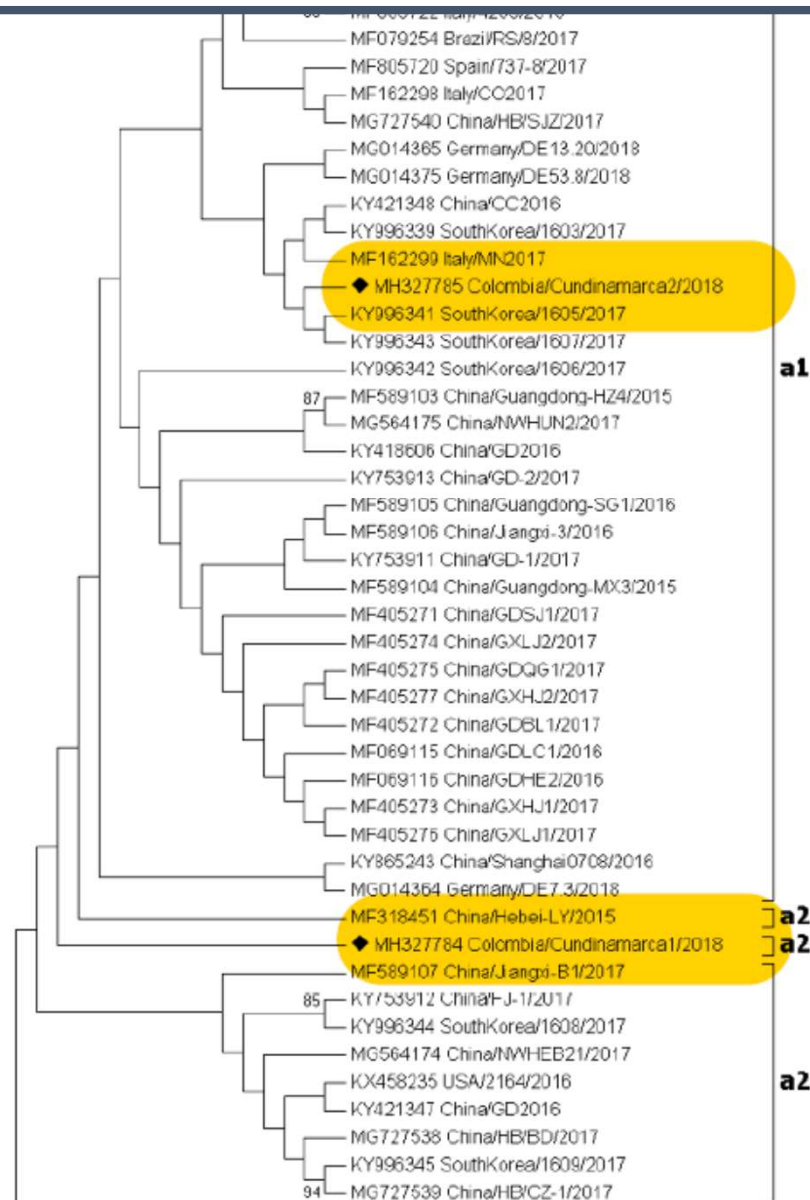 MF079254 Brazil/RS/8/2017
MF805720 Spain/737-8/2017
MF162298 Italy/CO2017
MG727540 China/HB/SJZ/2017
MG014365 Germany/DE13.20/2018
MG014375 Germany/DE53.8/2018
KY421348 China/CC2016
KY996339 SouthKorea/1603/2017
MF162299 Italy/MN2017
MH327785 Colombia/Cundinamarca2/2018
KY996341 SouthKorea/1605/2017
KY996343 SouthKorea/1607/2017
KY996342 SouthKorea/1606/2017 a1
87 MF589103 China/Guangdong-HZ4/2015
MG564175 China/NWHUN2/2017
KY418606 China/GD2016
KY753913 China/GD-2/2017
MF589105 China/Guangdong-SG1/2016
MF589106 China/Jiangxi-3/2016
KY753911 China/GD-1/2017
MF589104 China/Guangdong-MX3/2015
MF405271 China/GDSJ1/2017
MF405274 China/GXLJ2/2017
MF405275 China/GDQG1/2017
MF405277 China/GXHJ2/2017
MF405272 China/GDBL1/2017
MF069115 China/GDLC1/2016
MF069116 China/GDHE2/2016
MF405273 China/GXHJ1/2017
MF405276 China/GXLJ1/2017
KY865243 China/Shanghai0708/2016
MG014364 Germany/DE7.3/2018
MF318451 China/Hebei-LY/2015 a2
MH327784 Colombia/Cundinamarca1/2018 a2
MF589107 China/Jiangxi-B1/2017
85 KY753912 China/FJ-1/2017
KY996344 SouthKorea/1608/2017
MG564174 China/NWHEB21/2017
KX458235 USA/2164/2016 a2
KY421347 China/GD2016
MG727538 China/HB/BD/2017
KY996345 SouthKorea/1609/2017
94 MG727539 China/HB/CZ-1/2017